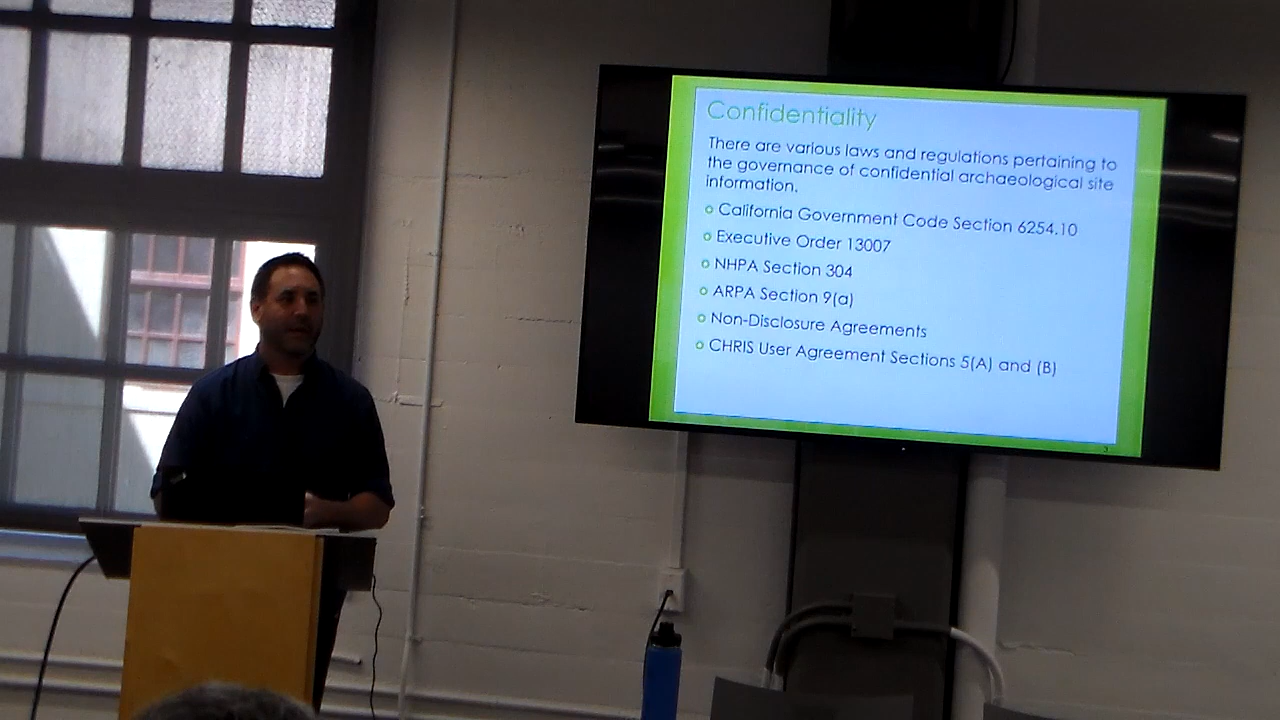 Confidentiality
There are various laws and regulations pertaining to
the governance of confidential archaeological site
information.
California Government Code Section 6254.10
Executive Order 13007
NHPA Section 304
ARPA Section 9(a)
Non-Disclosure Agreements
CHRIS User Agreement Sections 5(A) and (B)